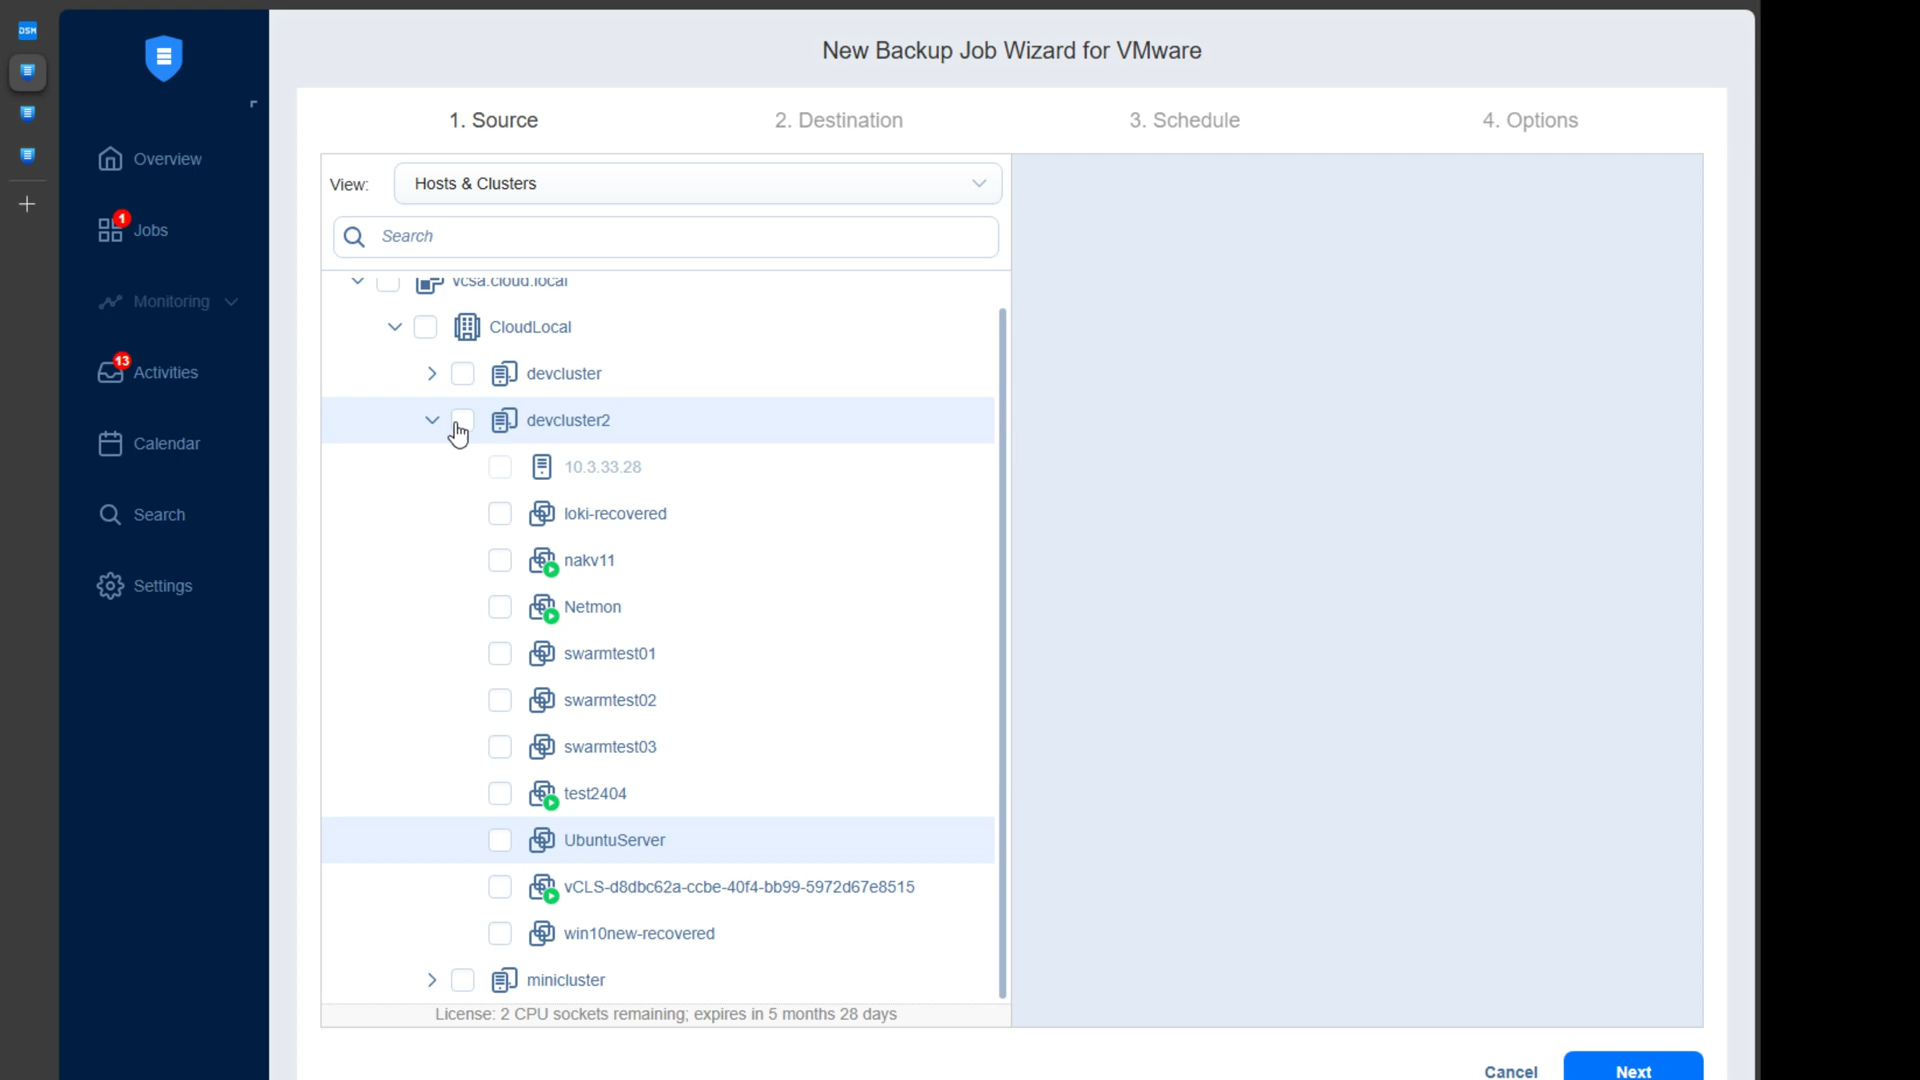 DSM
New Backup Job Wizard for VMware
1. Source
2. Destination
3. Schedule
4. Options
Overview
1
Jobs
Monitoring
13
Activities
Calendar
Search
Settings
View:
Hosts & Clusters
Search
vcsa.cloud.local
CloudLocal
devcluster
devcluster2
10.3.33.28
loki-recovered
nakv11
Netmon
swarmtest01
swarmtest02
swarmtest03
test2404
UbuntuServer
vCLS-d8dbc62a-ccbe-40f4-bb99-5972d67e8515
win10new-recovered
minicluster
License: 2 CPU sockets remaining; expires in 5 months 28 days
Cancel
Next